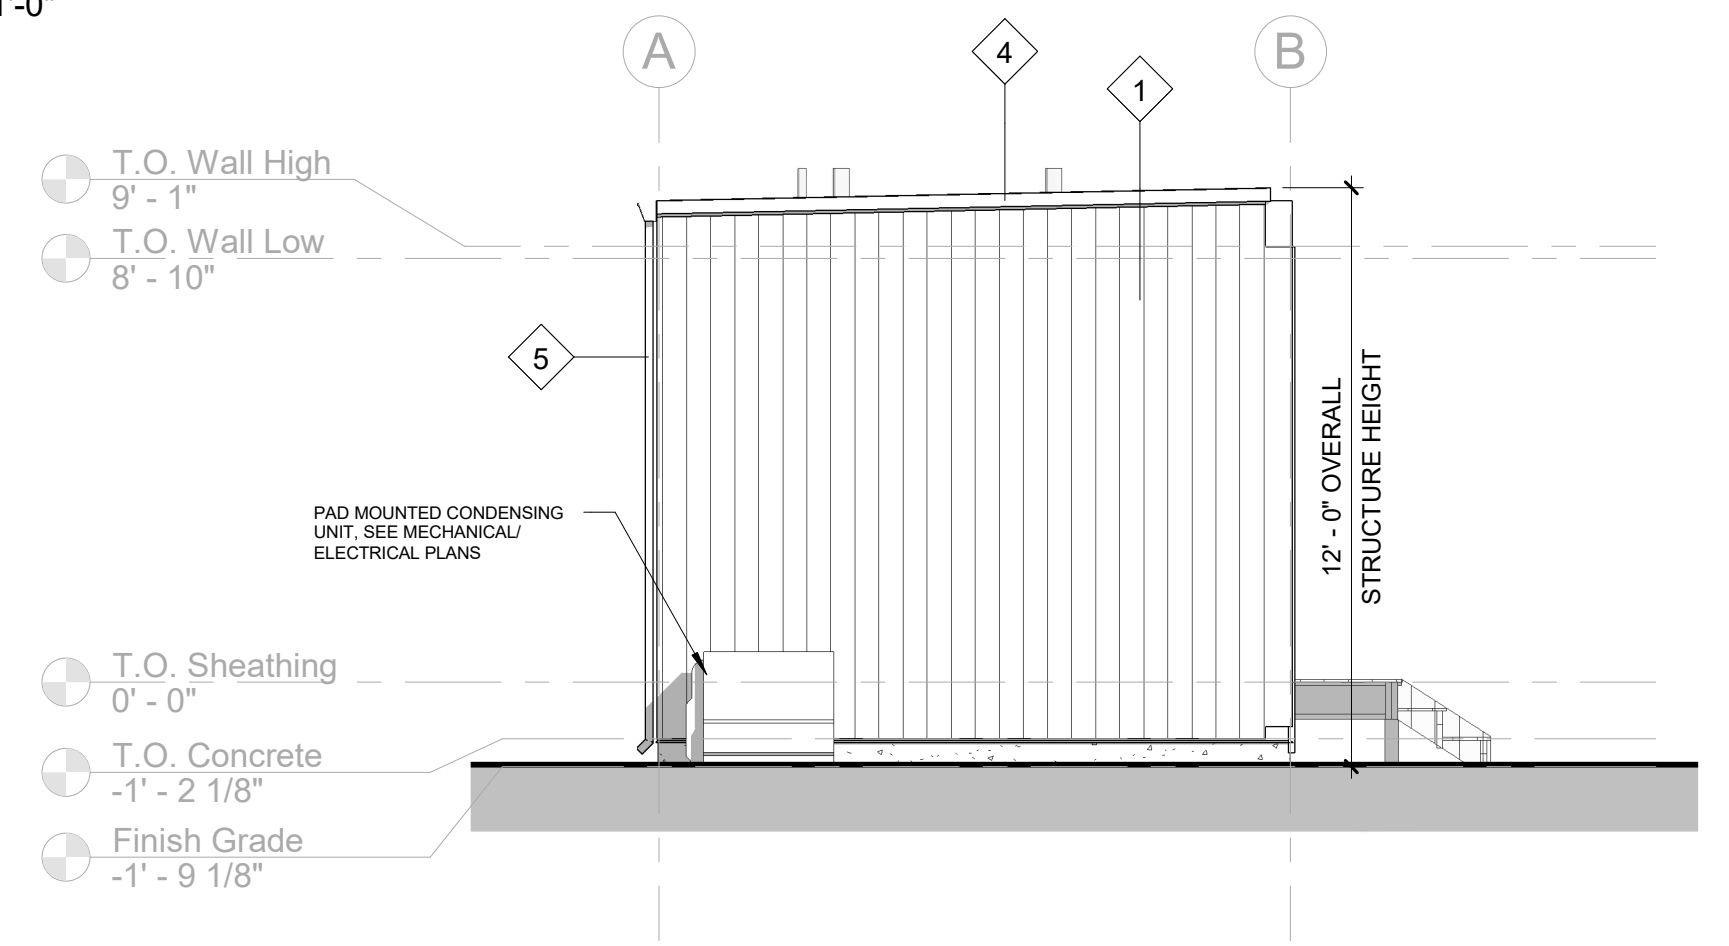 A
4
1
B
T.O. Wall High
9' - 1"
T.O. Wall Low
8' - 10"
5
12' - 0" OVERALL
STRUCTURE HEIGHT
PAD MOUNTED CONDENSING
UNIT, SEE MECHANICAL/
ELECTRICAL PLANS
T.O. Sheathing
0' - 0"
T.O. Concrete
-1' - 2 1/8"
Finish Grade
-1' - 9 1/8"